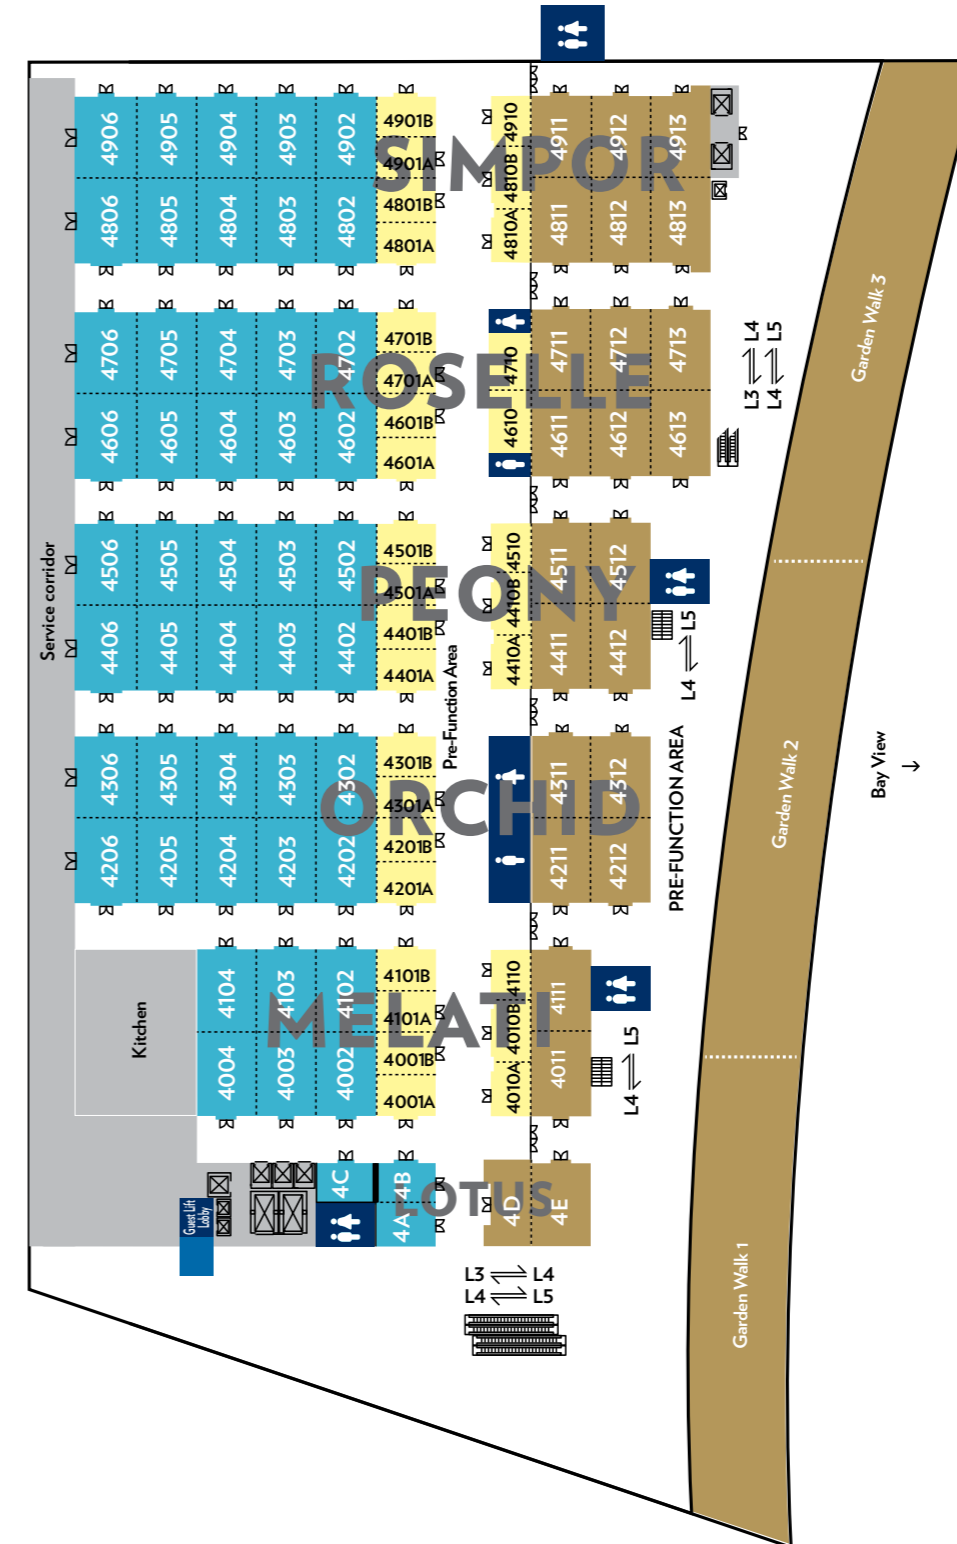 SIMPOR
4906
4905
4904
4903
4902
4901B
4901A
4806
4805
4804
4803
4802
4801B
4801A
4910
4810B
4810A
4911
4912
4913
4811
4812
4813
ROSELLE
4706
4705
4704
4703
4702
4701B
4701A
4606
4605
4604
4603
4602
4601B
4601A
4710
4610
4711
4712
4713
4611
4612
4613
L3 L4
L4 L5
PEONY
4506
4505
4504
4503
4502
4501B
4501A
4406
4405
4404
4403
4402
4401B
4401A
4510
4410B
4410A
4511
4512
4411
4412
L4 L5
ORCHID
4306
4305
4304
4303
4302
4301B
4301A
4206
4205
4204
4203
4202
4201B
4201A
4311
4312
4211
4212
MELATI
Kitchen
4104
4103
4102
4101B
4101A
4004
4003
4002
4001B
4001A
4110
4010B
4010A
4111
4011
L4 L5
LOTUS
4C
4B
4A
4D
4E
Guest Lift
Lobby
L3 L4
L4 L5
Service corridor
Pre-Function Area
PRE-FUNCTION AREA
Garden Walk 3
Garden Walk 2
Garden Walk 1
Bay View